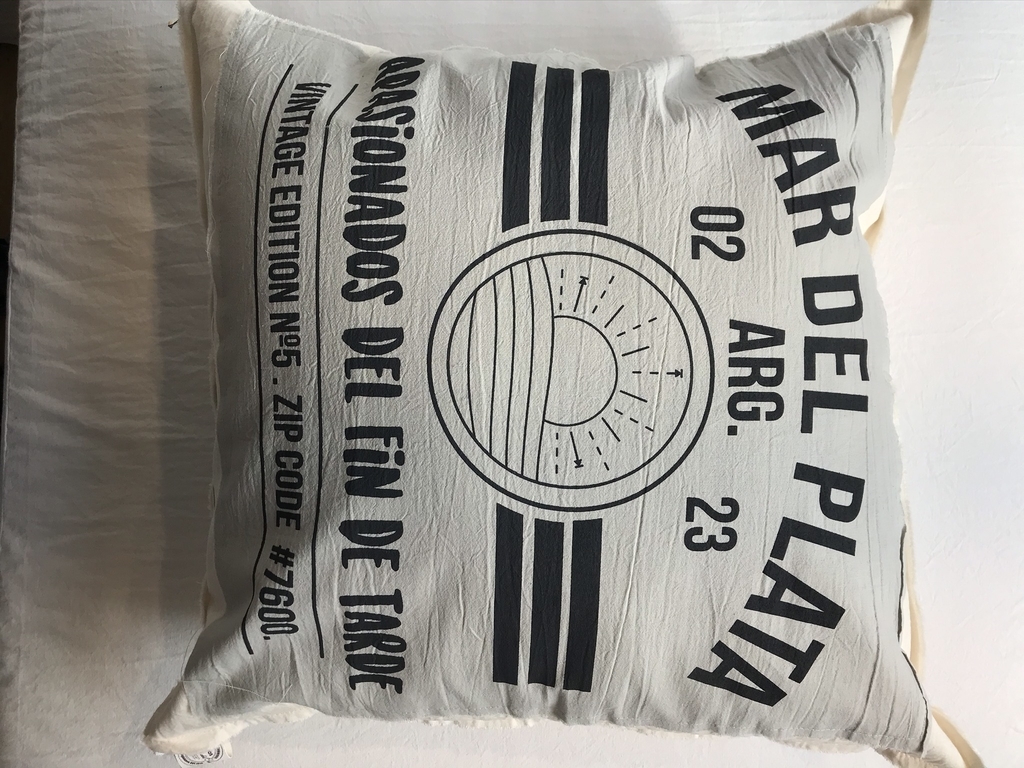 MAR DEL PLATA
02 ARG. 23
APASiONADOS DEL FiN DE TARDE
VINTAGE EDITION Nº5 . ZIP CODE #7600.